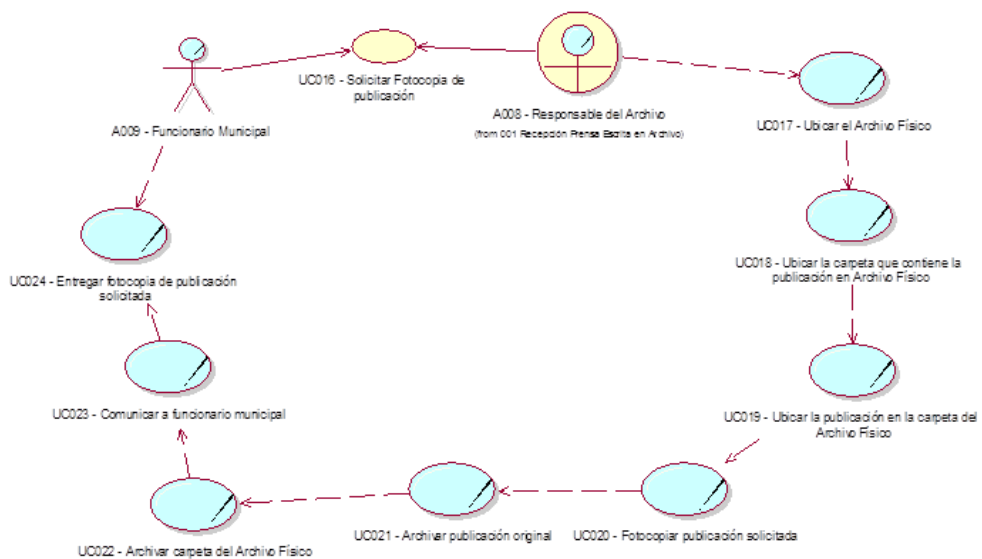 UC016 - Solicitar Fotocopia de
publicación
A009 - Funcionario Municipal
A008 - Responsable del Archivo
(from 001 Recepción Prensa Escrita en Archivo)
UC017 - Ubicar el Archivo Físico
UC018 - Ubicar la carpeta que contiene la
publicación en Archivo Físico
UC024 - Entregar fotocopia de publicación
solicitada
UC023 - Comunicar a funcionario municipal
UC019 - Ubicar la publicación en la carpeta del
Archivo Físico
UC022 - Archivar carpeta del Archivo Físico
UC021 - Archivar publicación original
UC020 - Fotocopiar publicación solicitada